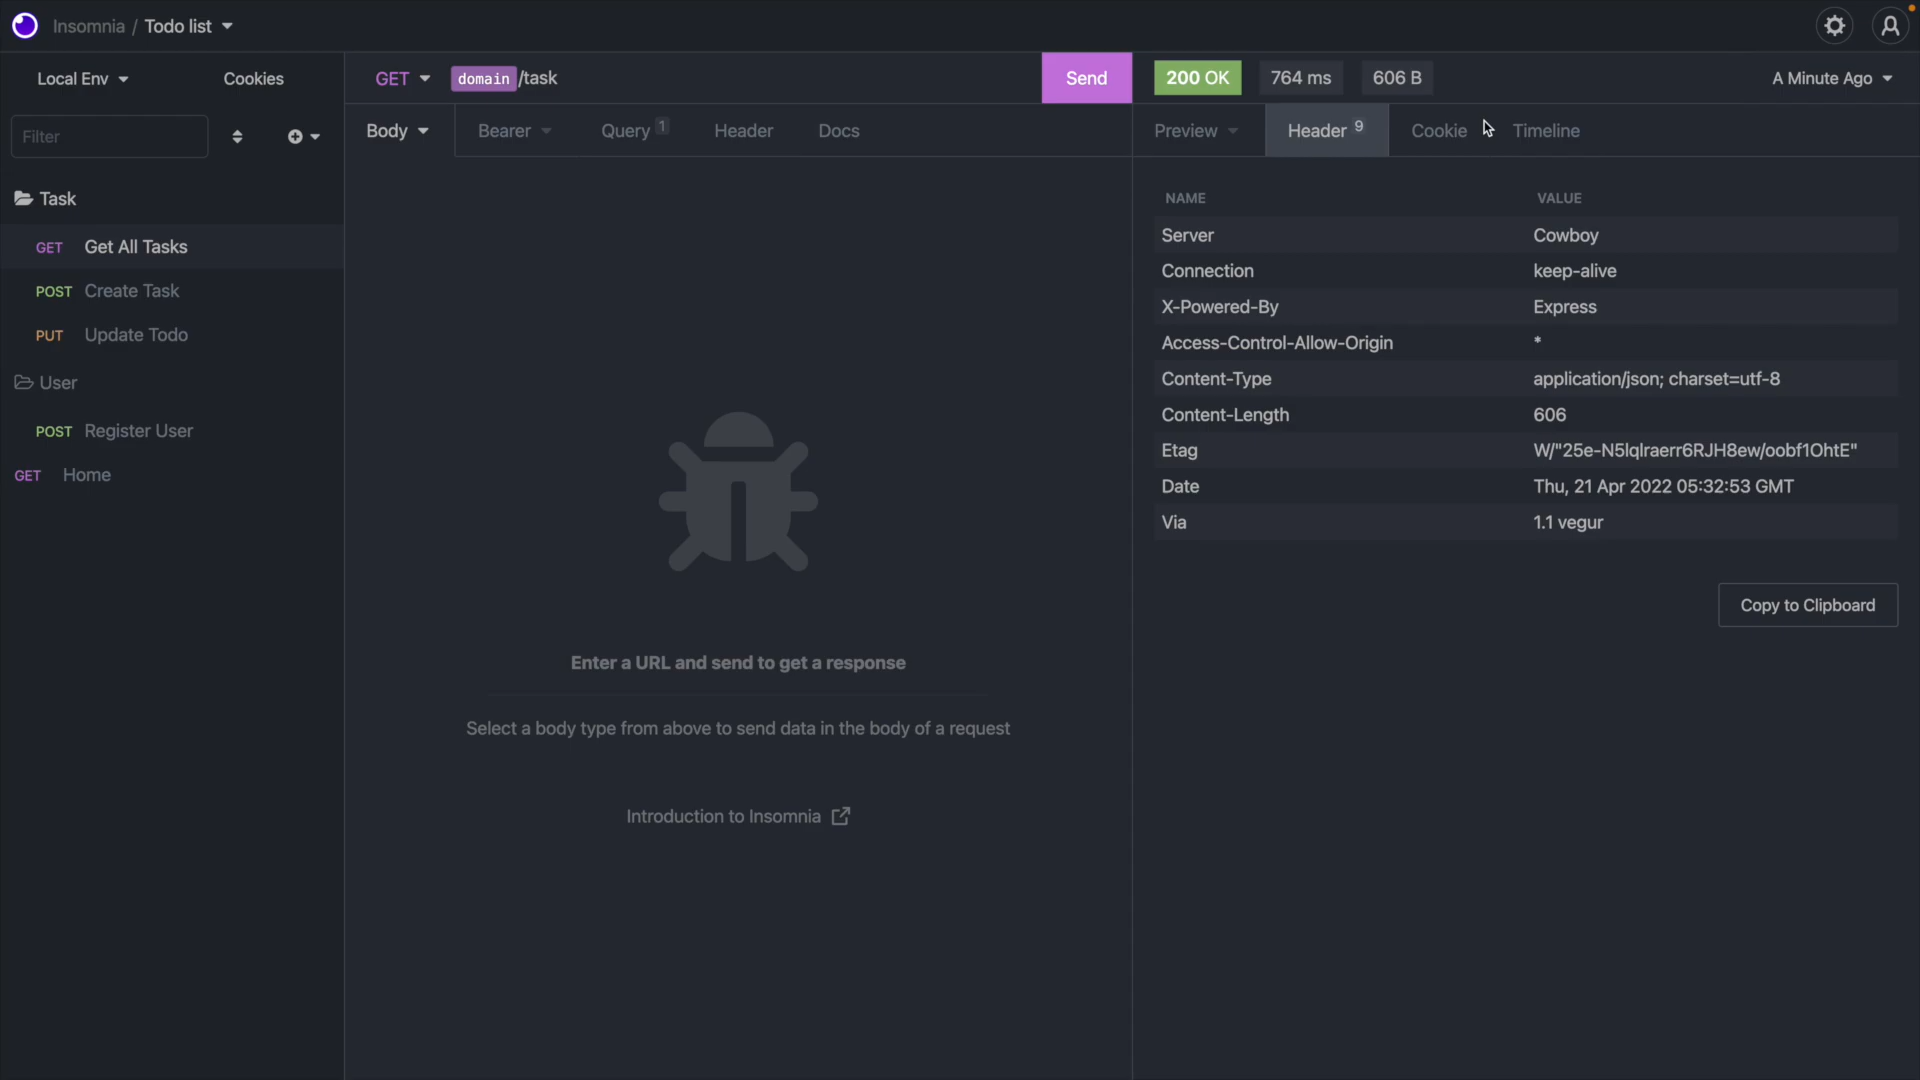 Insomnia / Todo list
Local Env
Cookies
GET domain/task
Send
200 OK
764 ms
606 B
A Minute Ago
Filter
Body
Bearer
Query 1
Header
Docs
Preview
Header 9
Cookie
Timeline
Task
GET Get All Tasks
POST Create Task
PUT Update Todo
User
POST Register User
GET Home
Enter a URL and send to get a response
Select a body type from above to send data in the body of a request
Introduction to Insomnia
NAME VALUE
Server Cowboy
Connection keep-alive
X-Powered-By Express
Access-Control-Allow-Origin *
Content-Type application/json; charset=utf-8
Content-Length 606
Etag W/"25e-N5lqlraerr6RJH8ew/oobf1OhtE"
Date Thu, 21 Apr 2022 05:32:53 GMT
Via 1.1 vegur
Copy to Clipboard